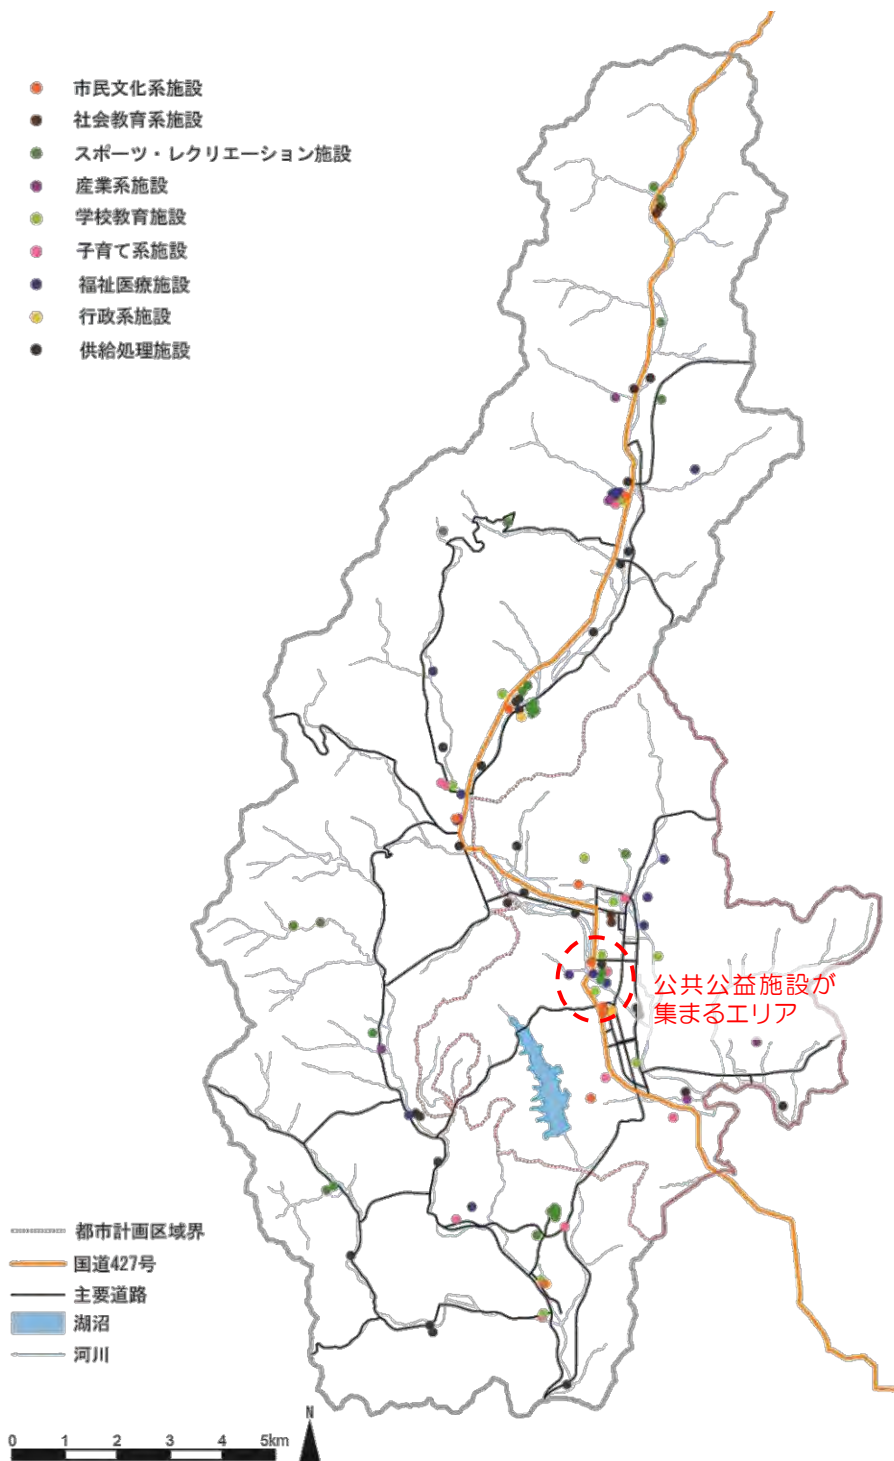 市民文化系施設
社会教育系施設
スポーツ・レクリエーション施設
産業系施設
学校教育施設
子育て系施設
福祉医療施設
行政系施設
供給処理施設
公共公益施設が
集まるエリア
都市計画区域界
国道427号
主要道路
湖沼
河川
N
0 1 2 3 4 5km